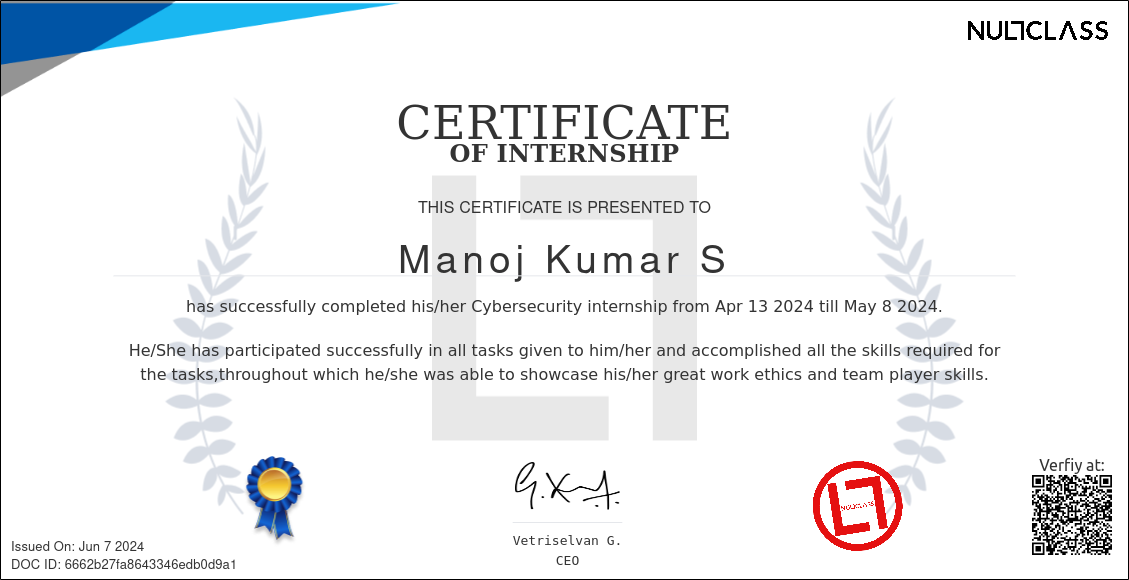 NULLCLASS
CERTIFICATE
OF INTERNSHIP
THIS CERTIFICATE IS PRESENTED TO
Manoj Kumar S
has successfully completed his/her Cybersecurity internship from Apr 13 2024 till May 8 2024.
He/She has participated successfully in all tasks given to him/her and accomplished all the skills required for
the tasks,throughout which he/she was able to showcase his/her great work ethics and team player skills.
Verfiy at:
NULLCLASS
Vetriselvan G.
CEO
Issued On: Jun 7 2024
DOC ID: 6662b27fa8643346edb0d9a1